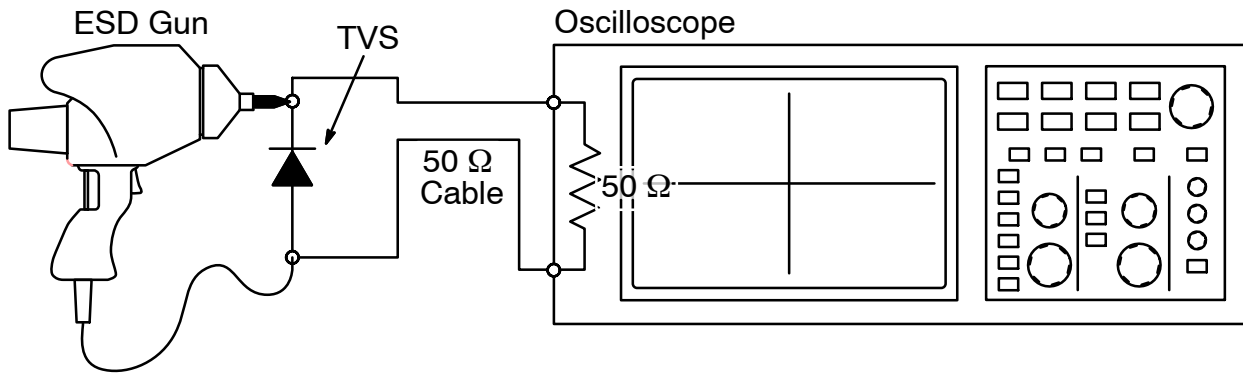 ESD Gun
TVS
Oscilloscope
50 Ω
Cable
50 Ω